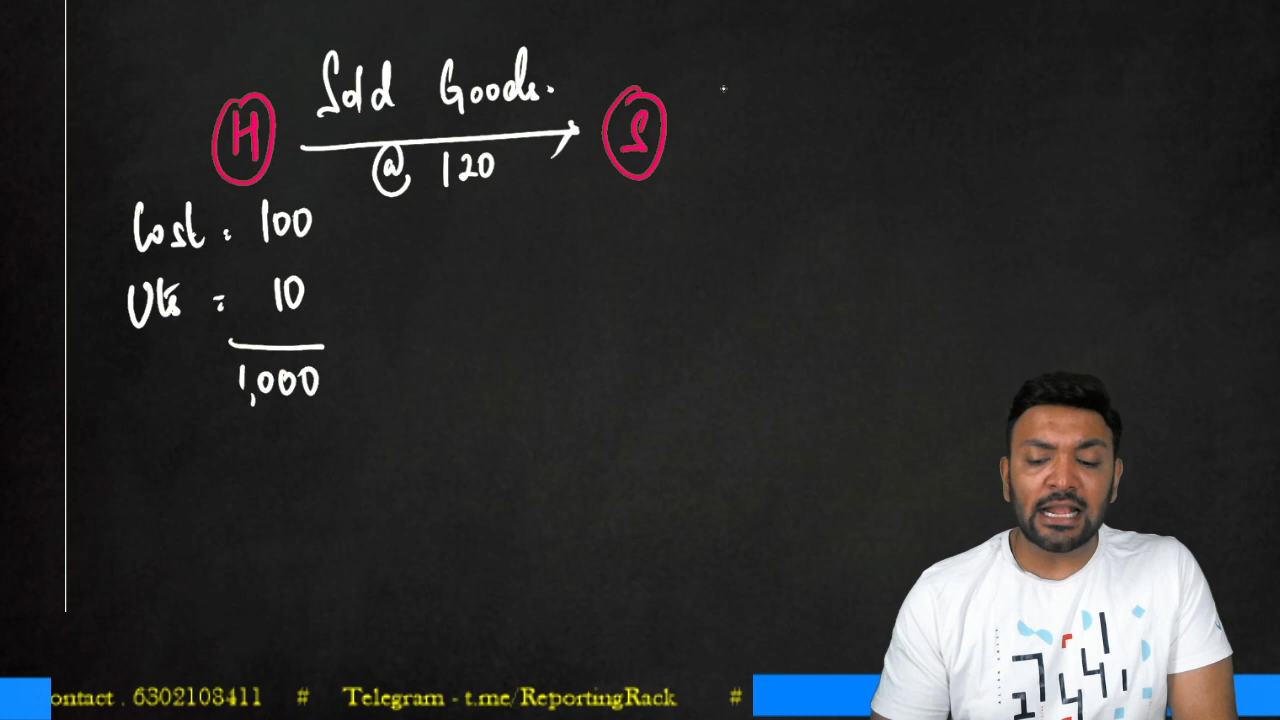 Sold Goods.
H S
@ 120
Cost = 100
Uts = 10
1,000
ontact . 6302108411 # Telegram - t.me/ReportingRack #